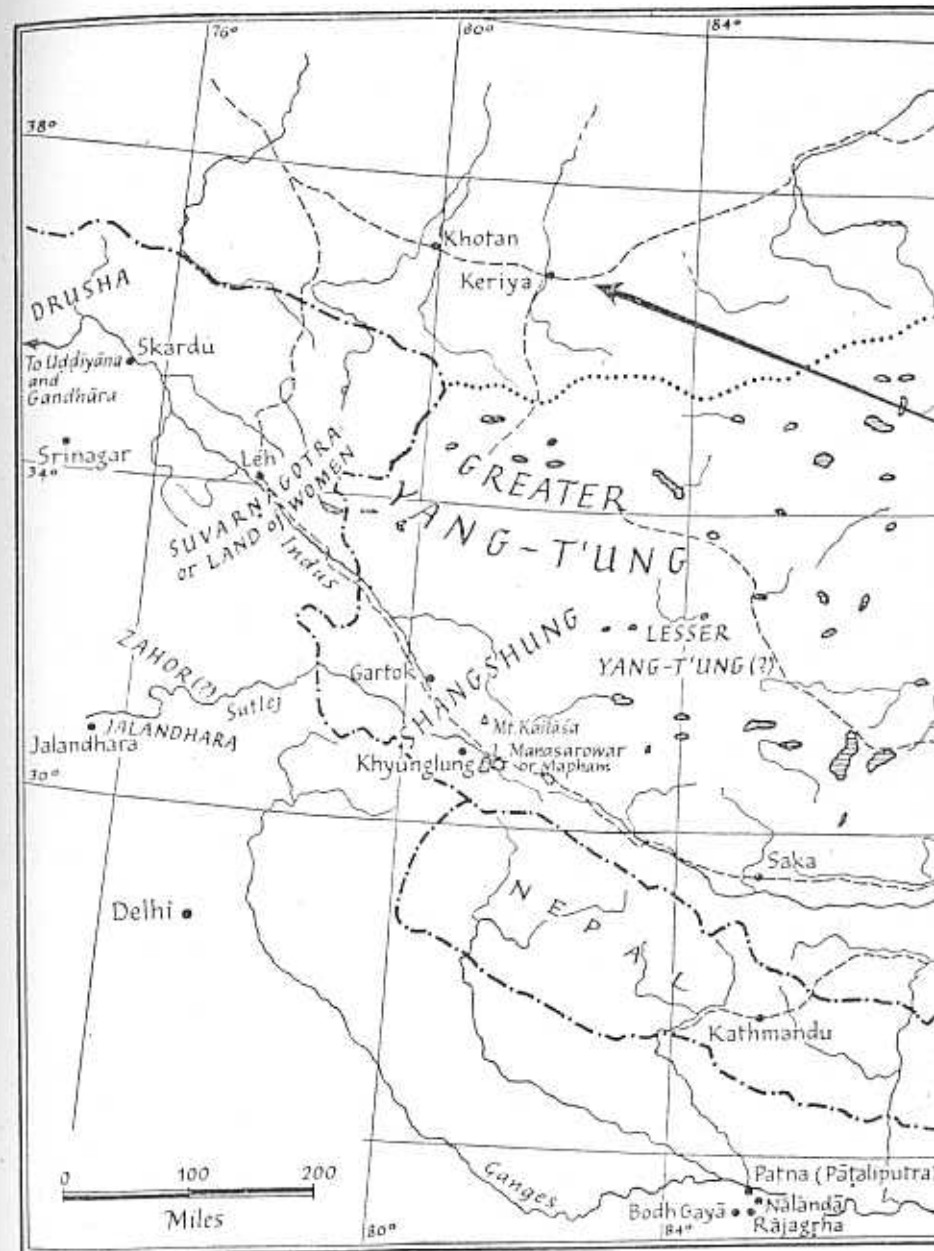 76°
80°
84°
38°
Khotan
Keriya
DRUSHA
Skardu
To Uḍḍiyāna
and
Gandhāra
Srinagar
34°
Leh
SUVARNAGOTRA
or LAND of WOMEN
Indus
GREATER
YANG-T'UNG
LESSER
YANG-T'UNG(?)
ZAHOR(?)
Sutlej
Gartok
HANGSHUNG
Mt. Kailāsa
JALANDHARA
Jalandhara
Khyunglung
L. Manasarowar
or Mapham
30°
Saka
Delhi
NEPAL
Kathmandu
0 100 200
Miles
Ganges
Patna (Pāṭaliputra)
Nālandā
Bodh Gayā
Rājagṛha
80°
84°